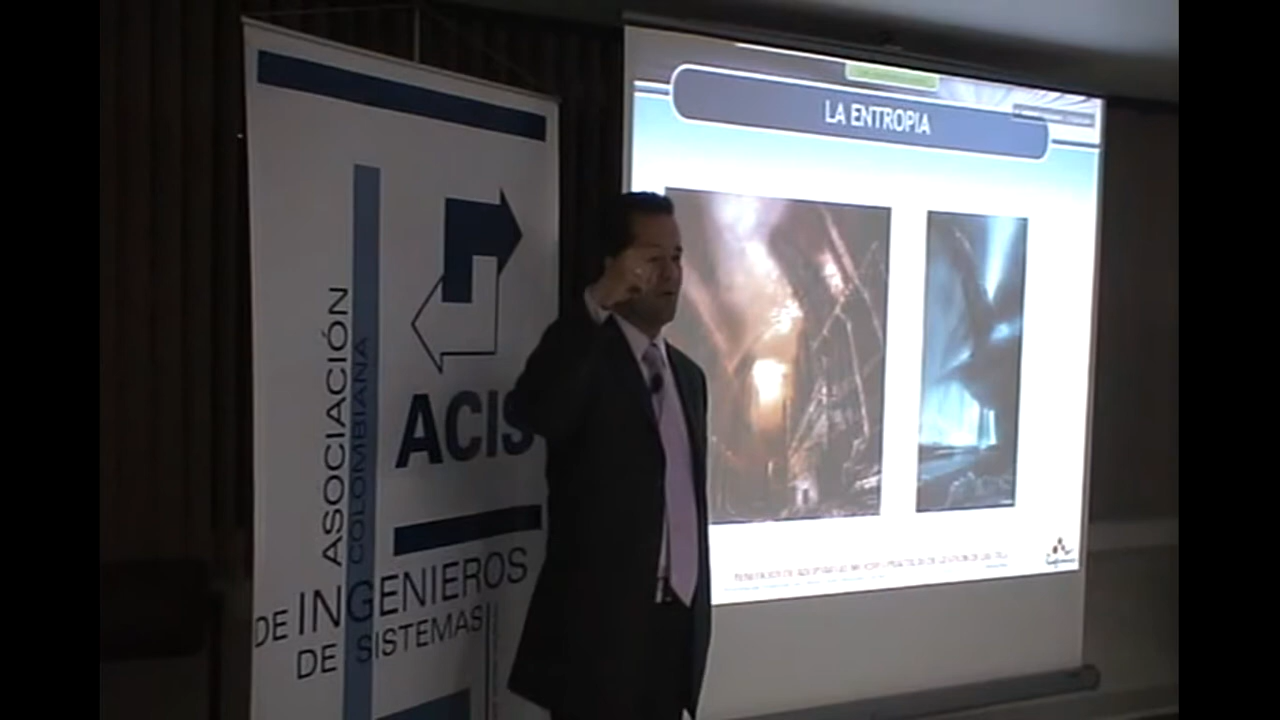 LA ENTROPIA
ASOCIACIÓN
COLOMBIANA
ACIS
DE INGENIEROS
DE SISTEMAS